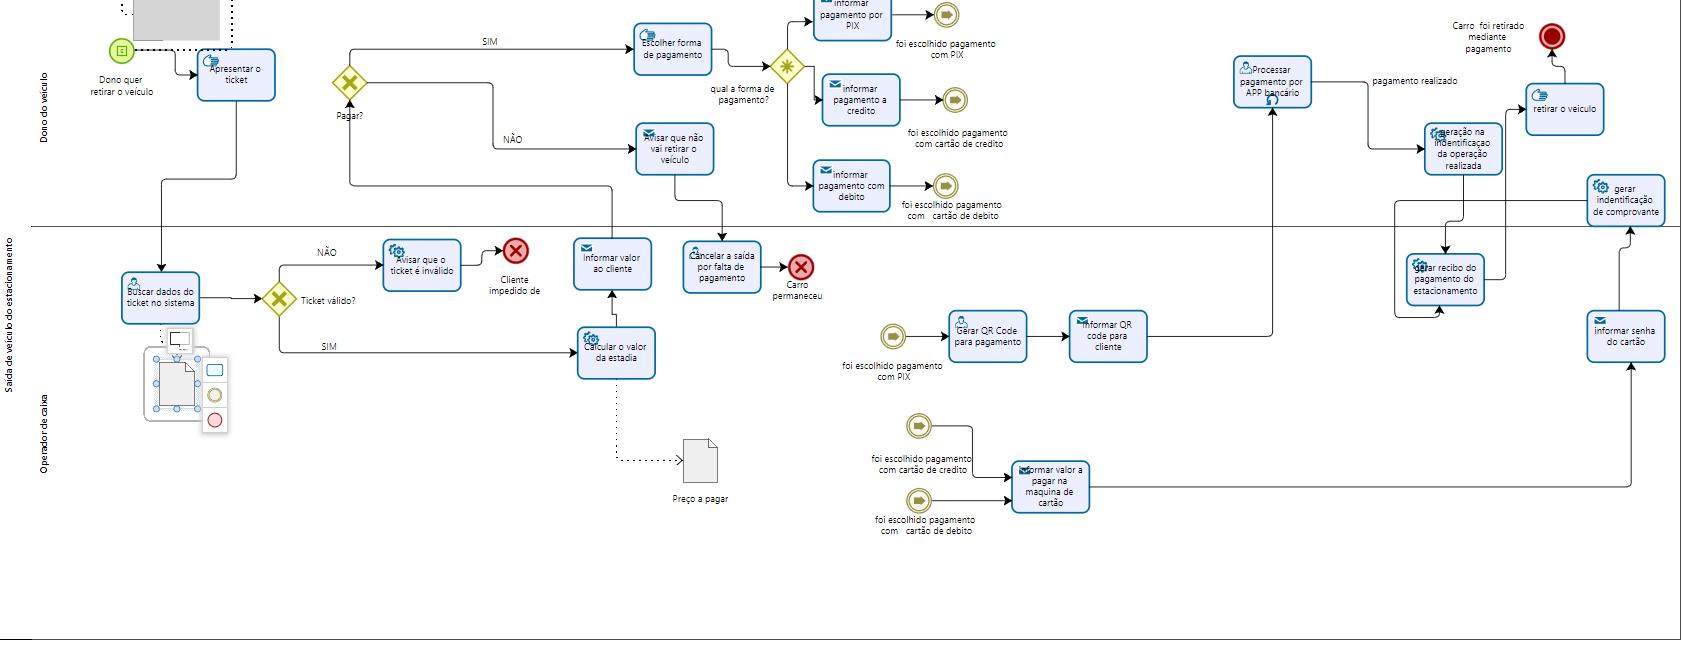 Saída de veículo do estacionamento
Dono do veículo
Dono quer
retirar o veículo
Apresentar o
ticket
Pagar?
SIM
NÃO
Escolher forma
de pagamento
Avisar que não
vai retirar o
veículo
qual a forma de
pagamento?
informar
pagamento por
PIX
foi escolhido pagamento
com PIX
informar
pagamento a
credito
foi escolhido pagamento
com cartão de credito
informar
pagamento com
debito
foi escolhido pagamento
com cartão de debito
Processar
pagamento por
APP bancário
pagamento realizado
geração na
indentificaçao
da operação
realizada
Carro foi retirado
mediante
pagamento
retirar o veiculo
gerar
indentificação
de comprovante
Operador de caixa
Buscar dados do
ticket no sistema
Ticket válido?
NÃO
SIM
Avisar que o
ticket é inválido
Cliente
impedido de
Informar valor
ao cliente
Calcular o valor
da estadia
Preço a pagar
Cancelar a saída
por falta de
pagamento
Carro
permaneceu
foi escolhido pagamento
com PIX
Gerar QR Code
para pagamento
informar QR
code para
cliente
foi escolhido pagamento
com cartão de credito
foi escolhido pagamento
com cartão de debito
informar valor a
pagar na
maquina de
cartão
gerar recibo do
pagamento do
estacionamento
informar senha
do cartão